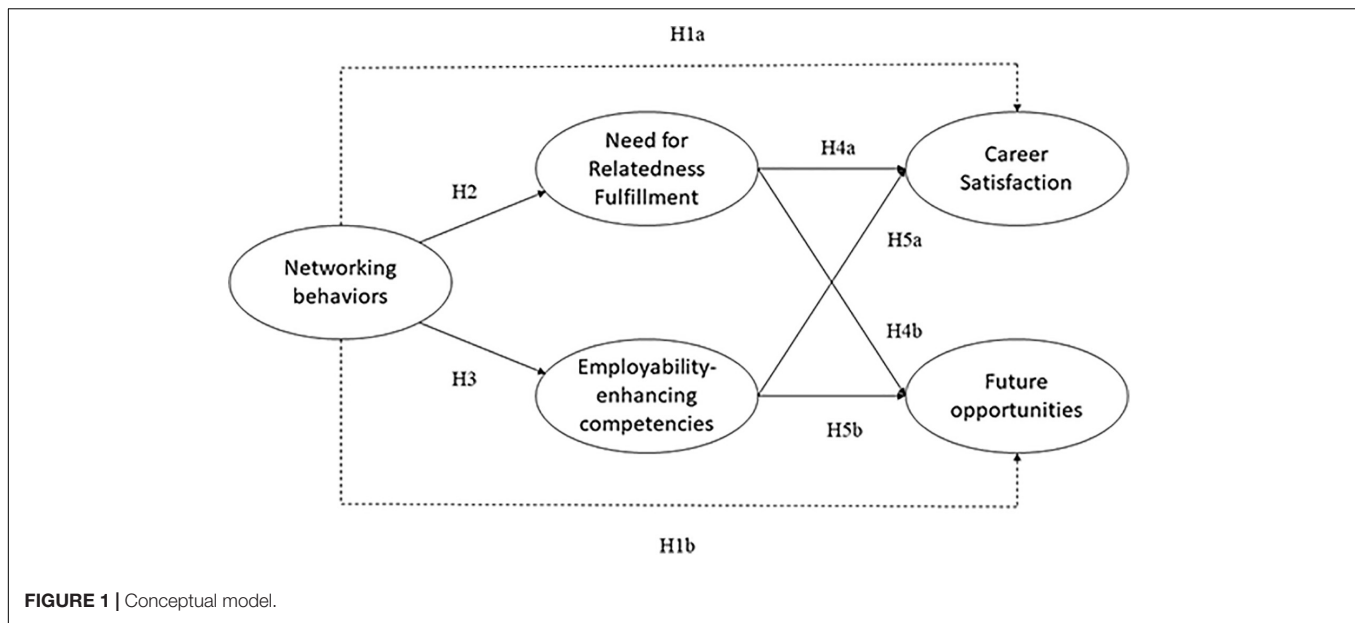 H1a
Need for
Relatedness
Fulfillment
H4a
Career
Satisfaction
H2
H5a
Networking
behaviors
H4b
H3
Employability-
enhancing
competencies
Future
opportunities
H5b
H1b
FIGURE 1 | Conceptual model.